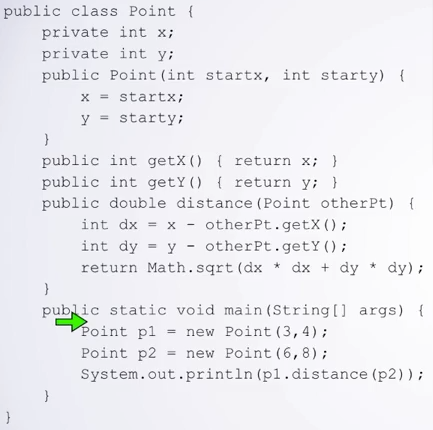 public class Point {
private int x;
private int y;
public Point(int startx, int starty) {
x = startx;
y = starty;
}
public int getX() { return x; }
public int getY() { return y; }
public double distance(Point otherPt) {
int dx = x - otherPt.getX();
int dy = y - otherPt.getY();
return Math.sqrt(dx * dx + dy * dy);
}
public static void main(String[] args) {
Point p1 = new Point(3,4);
Point p2 = new Point(6,8);
System.out.println(p1.distance(p2));
}
}